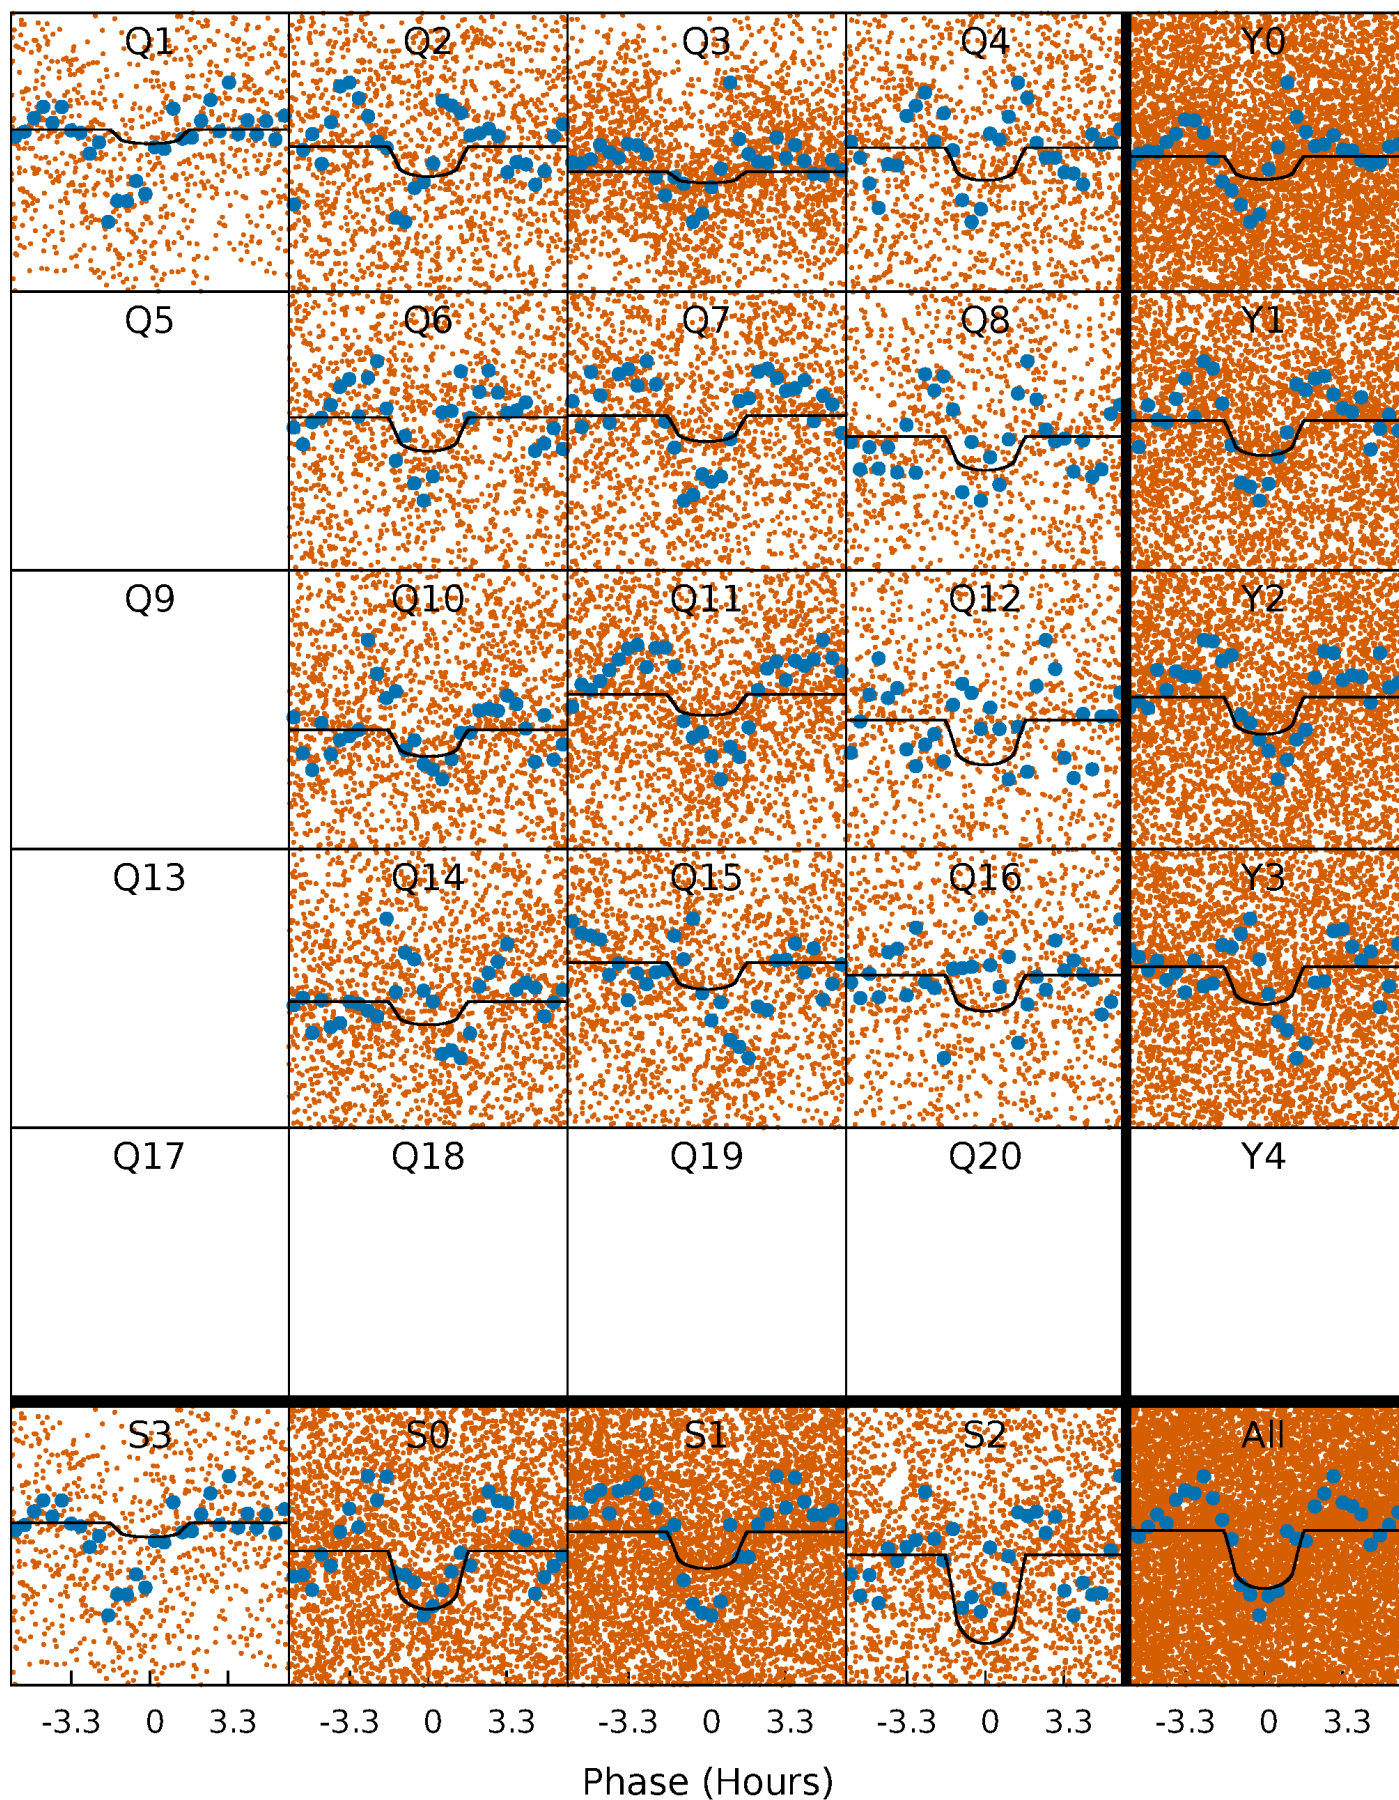 Q1 Q2 Q3 Q4 Y0
Q5 Q6 Q7 Q8 Y1
Q9 Q10 Q11 Q12 Y2
Q13 Q14 Q15 Q16 Y3
Q17 Q18 Q19 Q20 Y4
S3 S0 S1 S2 All
-3.3 0 3.3 -3.3 0 3.3 -3.3 0 3.3 -3.3 0 3.3 -3.3 0 3.3
Phase (Hours)